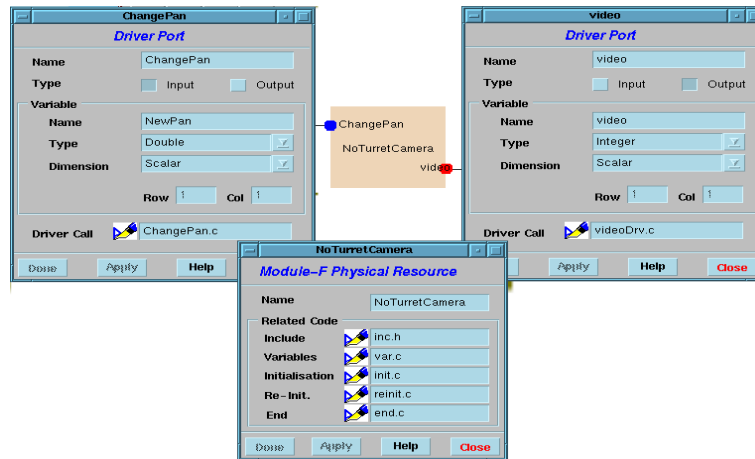 ChangePan
Driver Port
Name ChangePan
Type Input Output
Variable
Name NewPan
Type Double
Dimension Scalar
Row 1 Col 1
Driver Call ChangePan.c
Done Apply Help
ChangePan
NoTurretCamera
video
video
Driver Port
Name video
Type Input Output
Variable
Name video
Type Integer
Dimension Scalar
Row 1 Col 1
Driver Call videoDrv.c
Apply Help Close
NoTurretCamera
Module-F Physical Resource
Name NoTurretCamera
Related Code
Include inc.h
Variables var.c
Initialisation init.c
Re-Init. reinit.c
End end.c
Done Apply Help Close